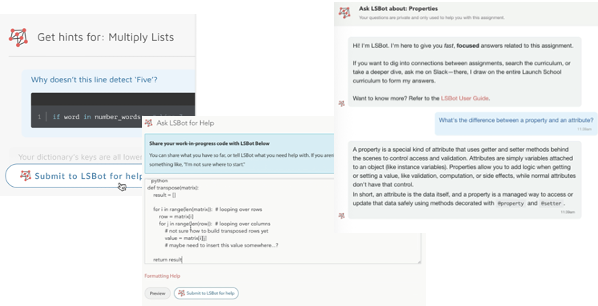 Get hints for: Multiply Lists
Why doesn't this line detect 'Five'?
1 if word in number_words
Your dictionary's keys are all lower
Submit to LSBot for help
Ask LSBot for Help
Share your work-in-progress code with LSBot Below
You can share what you have so far, or tell LSBot what you need help with. If you aren
something like, "I'm not sure where to start"
python
def transpose(matrix):
result = []
for i in range(len(matrix)): # looping over rows
row = matrix[i]
for j in range(len(row)): # looping over columns
# not sure how to build transposed rows yet
value = matrix[i][j]
# maybe need to insert this value somewhere...?
return result
Formatting Help
Preview
Submit to LSBot for help
Ask LSBot about: Properties
Your questions are private and only used to help you with this assignment.
Hi! I'm LSBot. I'm here to give you fast, focused answers related to this assignment.
If you want to dig into connections between assignments, search the curriculum, or
take a deeper dive, ask me on Slack—there, I draw on the entire Launch School
curriculum to form my answers.
Want to know more? Refer to the LSBot User Guide.
What's the difference a property and an attribute?
11:08am
A property is a special kind of attribute that uses getter and setter methods behind
the scenes to control access and validation. Attributes are simply variables attached
to an object (like instance variables). Properties allow you to add logic when getting
or setting a value, like validation, computation, or side effects, while normal attributes
don't have that control.
In short, an attribute is the data itself, and a property is a managed way to access or
update that data safely using methods decorated with @property and @setter.
11:08am